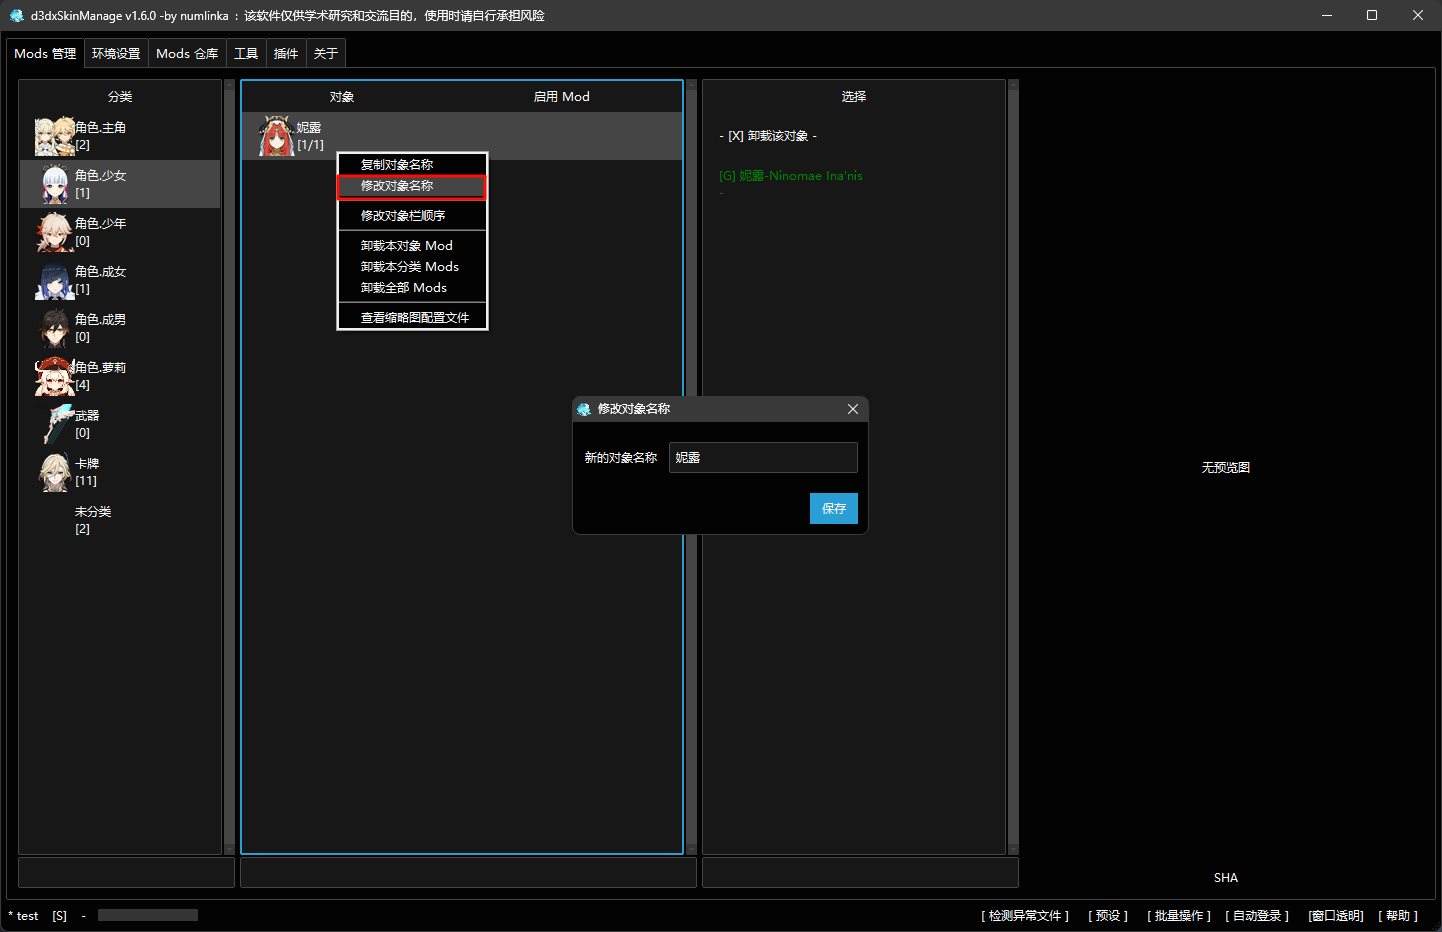 d3dxSkinManage v1.6.0 -by numlinka : 该软件仅供学术研究和交流目的，使用时请自行承担风险
Mods 管理 环境设置 Mods 仓库 工具 插件 关于
分类
角色.主角
[2]
角色.少女
[1]
角色.少年
[0]
角色.成女
[1]
角色.成男
[0]
角色.萝莉
[4]
武器
[0]
卡牌
[11]
未分类
[2]
对象 启用 Mod
妮露
[1/1]
复制对象名称
修改对象名称
修改对象栏顺序
卸载本对象 Mod
卸载本分类 Mods
卸载全部 Mods
查看缩略图配置文件
选择
- [X] 卸载该对象 -
[G] 妮露-Ninomae Ina'nis
-
修改对象名称
新的对象名称 妮露
保存
无预览图
SHA
* test [S] -
[ 检测异常文件 ] [ 预设 ] [ 批量操作 ] [ 自动登录 ] [窗口透明] [ 帮助 ]